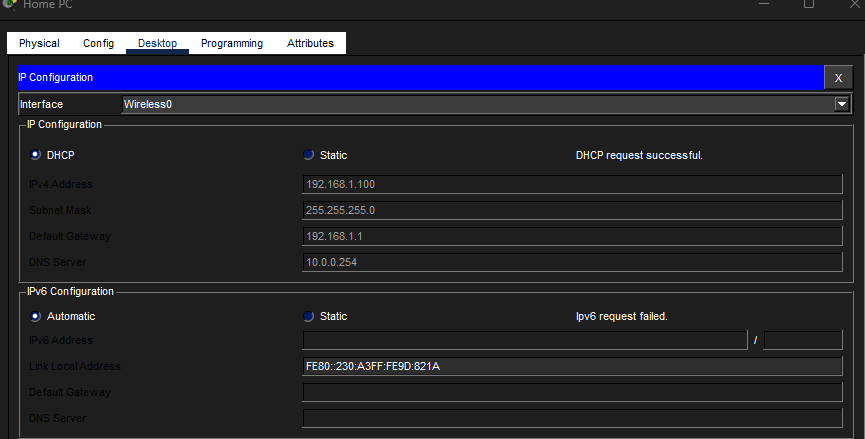 Home PC
Physical Config Desktop Programming Attributes
IP Configuration X
Interface Wireless0
IP Configuration
DHCP Static DHCP request successful.
IPv4 Address 192.168.1.100
Subnet Mask 255.255.255.0
Default Gateway 192.168.1.1
DNS Server 10.0.0.254
IPv6 Configuration
Automatic Static Ipv6 request failed.
IPv6 Address /
Link Local Address FE80::230:A3FF:FE9D:821A
Default Gateway
DNS Server